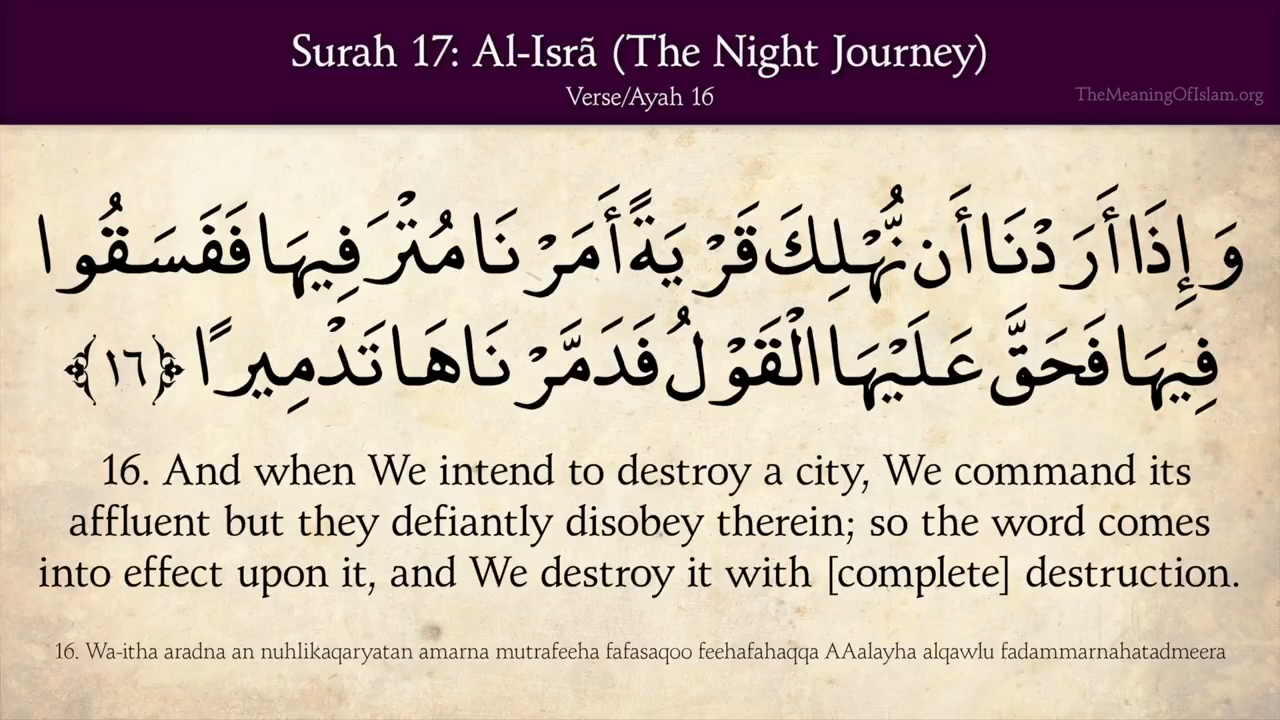 Surah 17: Al-Isrã (The Night Journey)
Verse/Ayah 16
TheMeaningOfIslam.org
وَإِذَا أَرَدْنَا أَن نُّهْلِكَ قَرْيَةً أَمَرْنَا مُتْرَفِيهَا فَفَسَقُوا
فِيهَا فَحَقَّ عَلَيْهَا الْقَوْلُ فَدَمَّرْنَاهَا تَدْمِيرًا ﴿١٦﴾
16. And when We intend to destroy a city, We command its
affluent but they defiantly disobey therein; so the word comes
into effect upon it, and We destroy it with [complete] destruction.
16. Wa-itha aradna an nuhlikaqaryatan amarna mutrafeeha fafasaqoo feehafahaqqa AAalayha alqawlu fadammarnahatadmeera